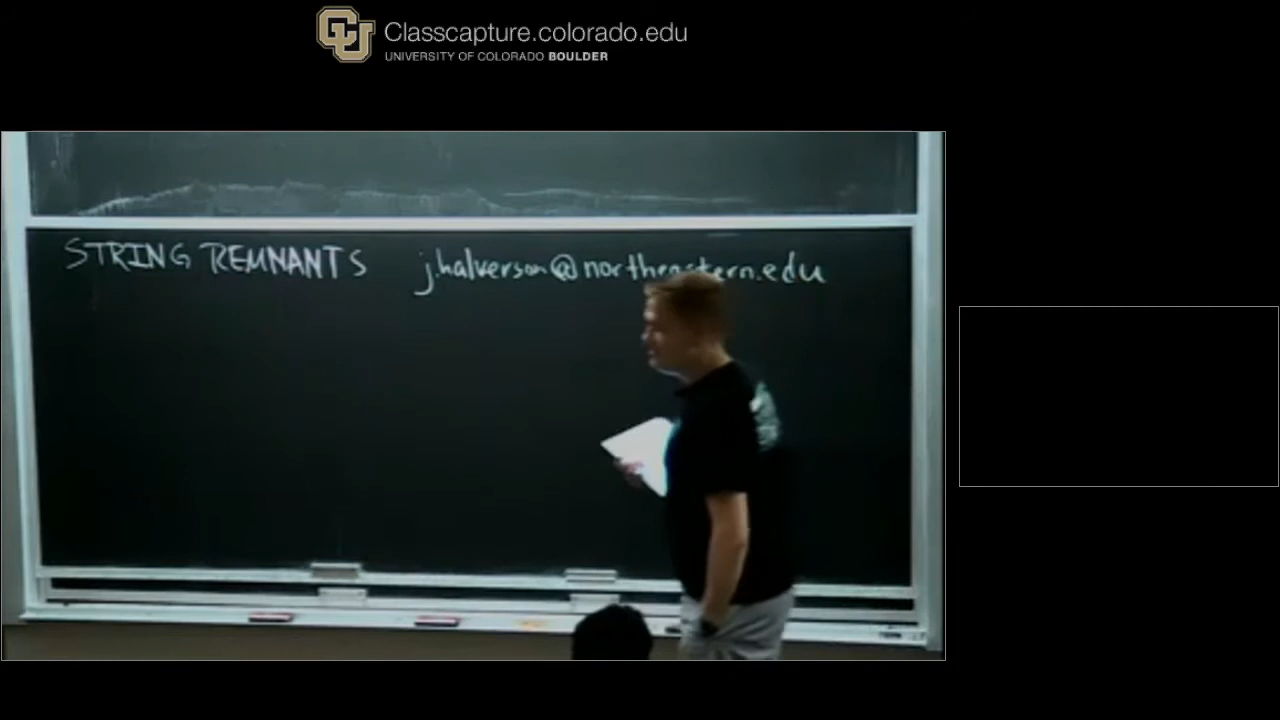 Classcapture.colorado.edu
UNIVERSITY OF COLORADO BOULDER
STRING REMNANTS j.halverson@northeastern.edu